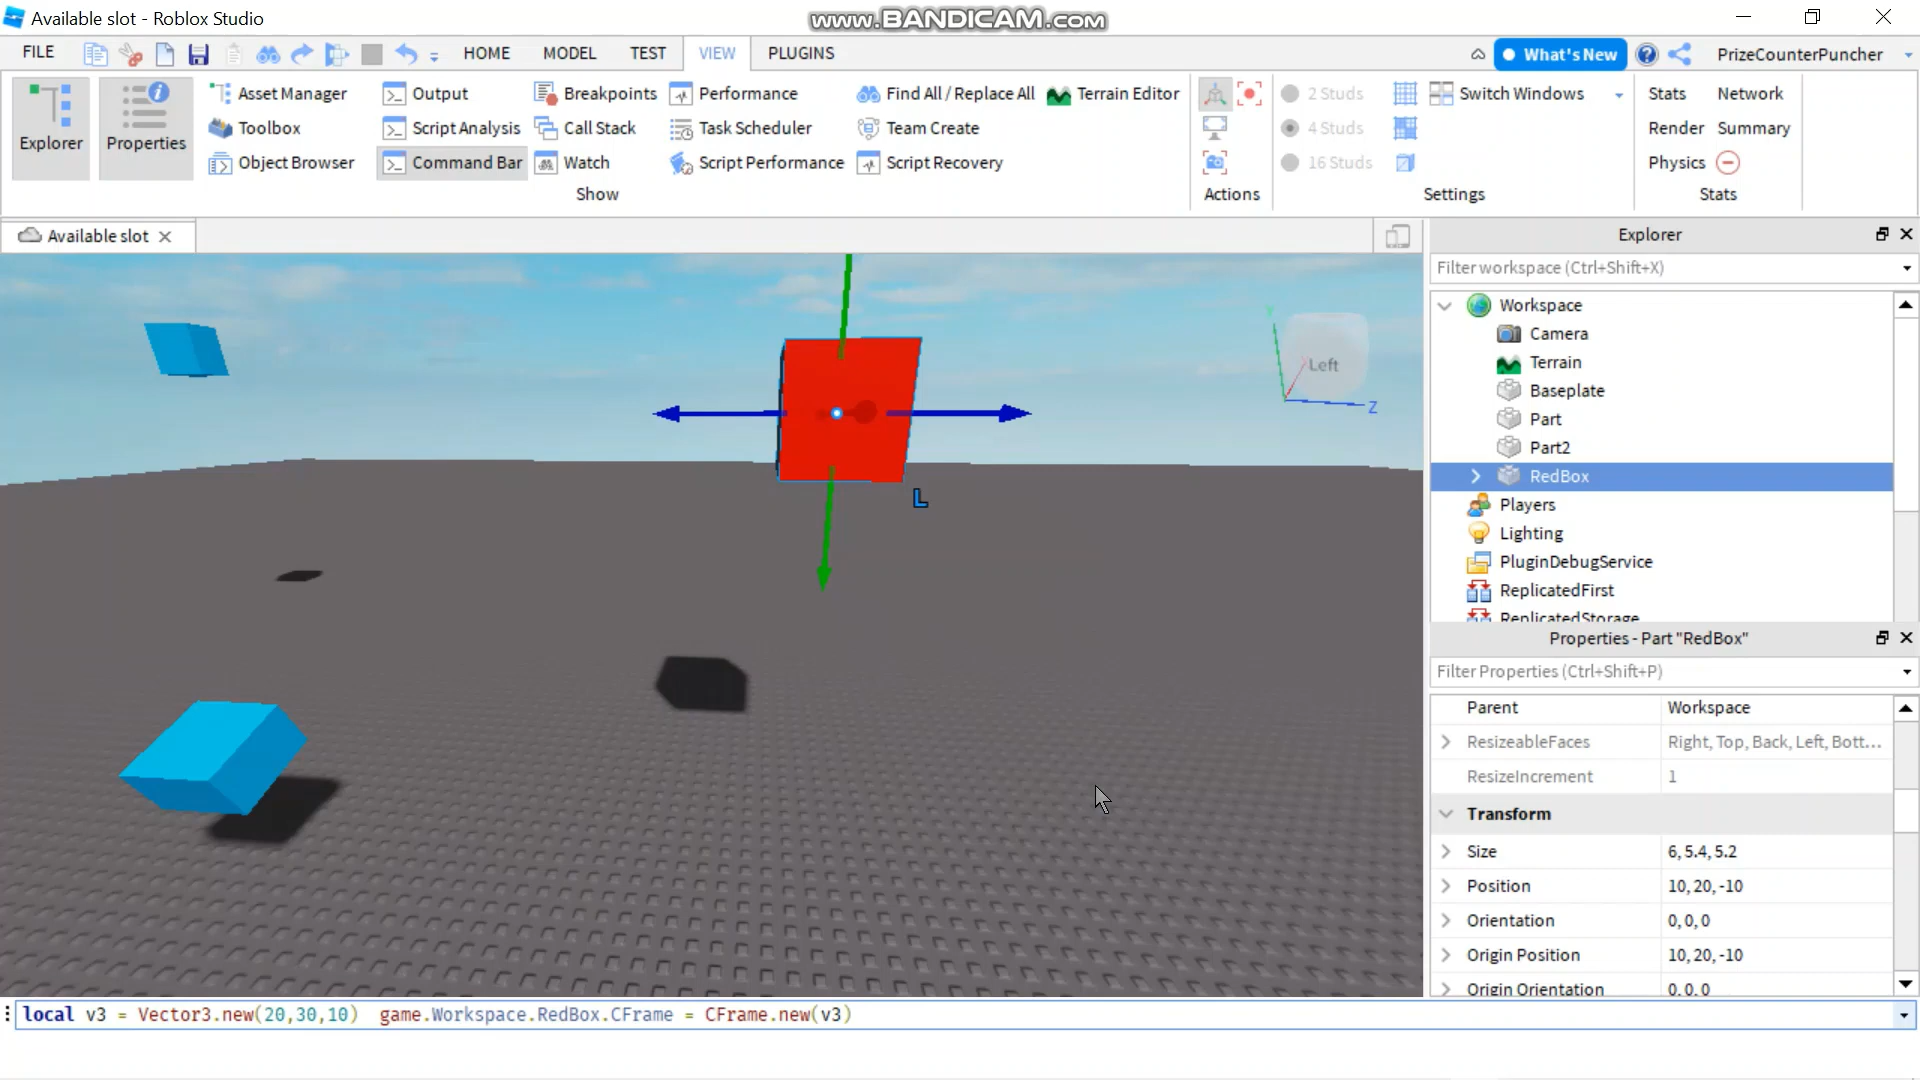 Available slot - Roblox Studio
www.BANDICAM.com
FILE HOME MODEL TEST VIEW PLUGINS What's New PrizeCounterPuncher
Explorer
Properties
Asset Manager
Toolbox
Object Browser
Output
Script Analysis
Command Bar
Breakpoints
Call Stack
Watch
Performance
Task Scheduler
Script Performance
Find All / Replace All
Team Create
Script Recovery
Terrain Editor
Show
Actions
2 Studs
4 Studs
16 Studs
Switch Windows
Settings
Stats Network
Render Summary
Physics
Stats
Available slot
Explorer
Filter workspace (Ctrl+Shift+X)
Workspace
Camera
Terrain
Baseplate
Part
Part2
RedBox
Players
Lighting
PluginDebugService
ReplicatedFirst
ReplicatedStorage
Y
Left
Z
L
Properties - Part "RedBox"
Filter Properties (Ctrl+Shift+P)
Parent Workspace
ResizeableFaces Right, Top, Back, Left, Bott...
ResizeIncrement 1
Transform
Size 6, 5.4, 5.2
Position 10, 20, -10
Orientation 0, 0, 0
Origin Position 10, 20, -10
Origin Orientation 0, 0, 0
local v3 = Vector3.new(20,30,10) game.Workspace.RedBox.CFrame = CFrame.new(v3)